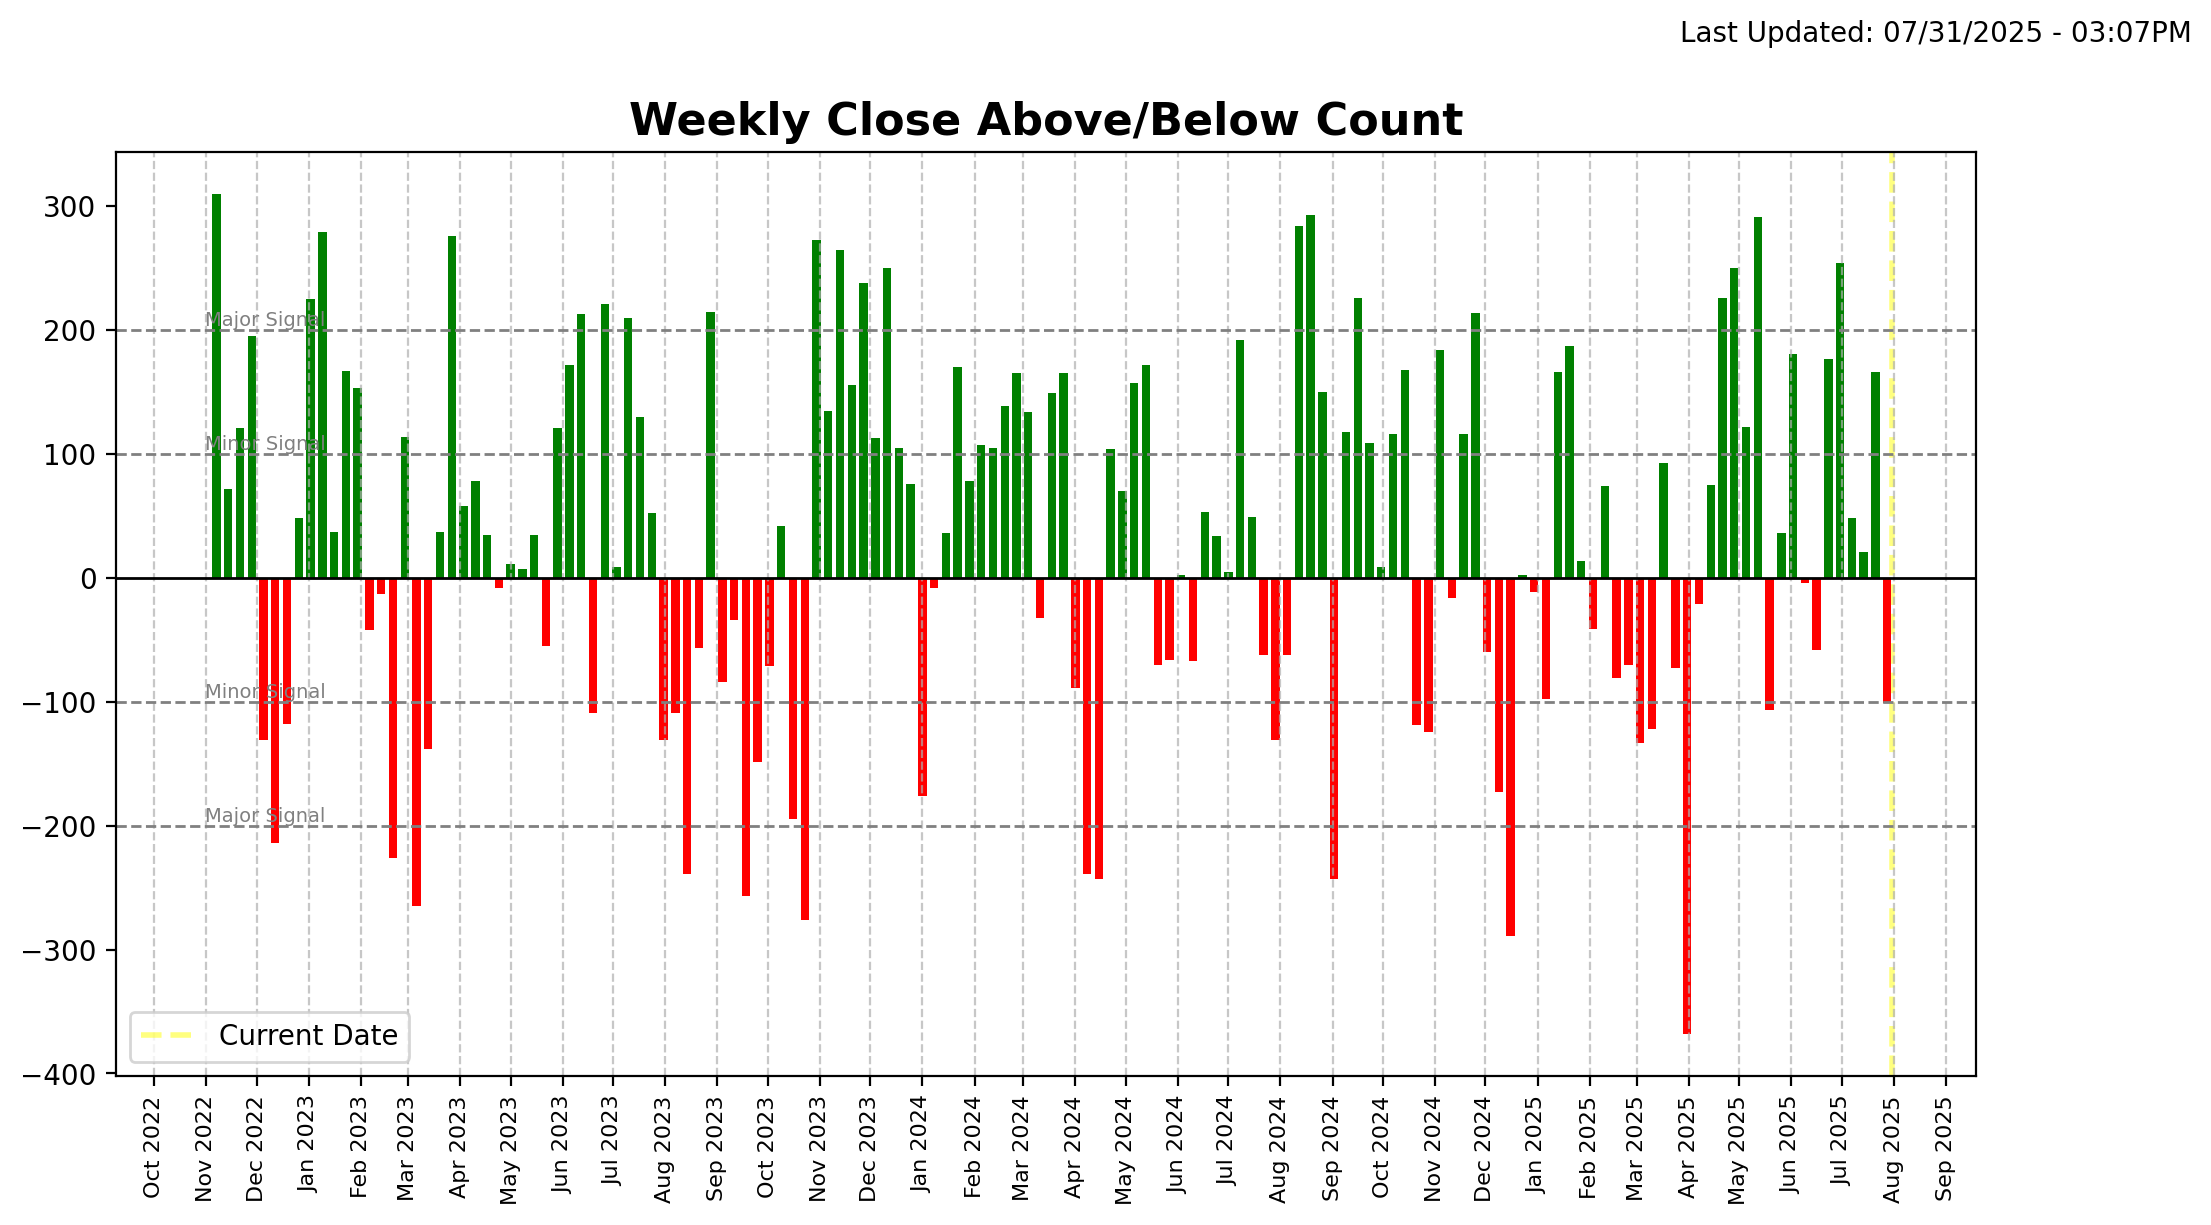 Last Updated: 07/31/2025 - 03:07PM
Weekly Close Above/Below Count
300
200
100
0
−100
−200
−300
−400
Major Signal
Minor Signal
Minor Signal
Major Signal
Current Date
Oct 2022
Nov 2022
Dec 2022
Jan 2023
Feb 2023
Mar 2023
Apr 2023
May 2023
Jun 2023
Jul 2023
Aug 2023
Sep 2023
Oct 2023
Nov 2023
Dec 2023
Jan 2024
Feb 2024
Mar 2024
Apr 2024
May 2024
Jun 2024
Jul 2024
Aug 2024
Sep 2024
Oct 2024
Nov 2024
Dec 2024
Jan 2025
Feb 2025
Mar 2025
Apr 2025
May 2025
Jun 2025
Jul 2025
Aug 2025
Sep 2025